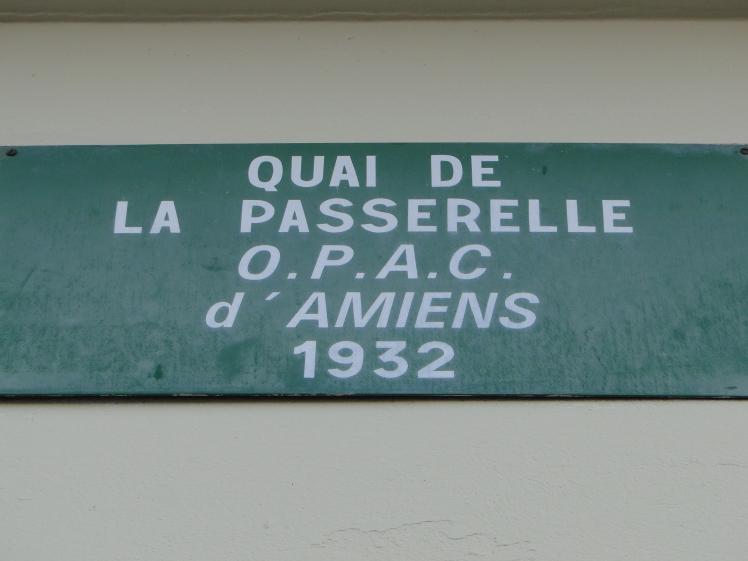 QUAI DE
LA PASSERELLE
O.P.A.C.
d'AMIENS
1932